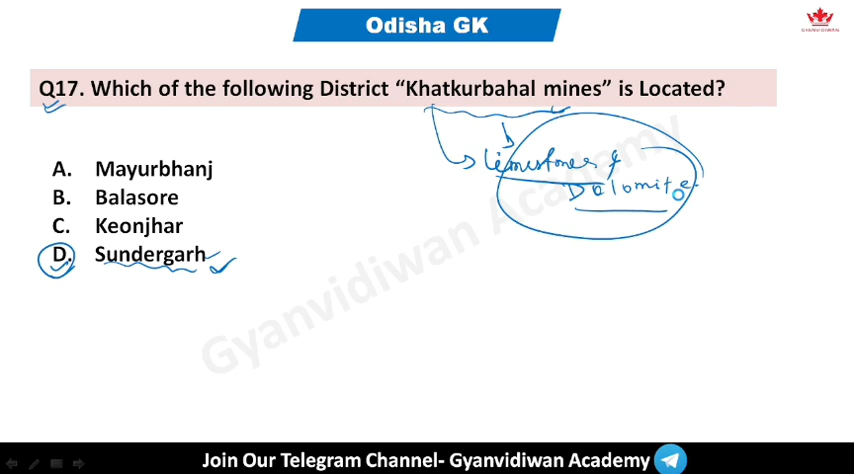 Odisha GK
GYANVIDIWAN
Q17. Which of the following District “Khatkurbahal mines” is Located?
Limestones &
Dolomite
A. Mayurbhanj
B. Balasore
C. Keonjhar
D. Sundergarh
Gyanvidiwan Academy
Join Our Telegram Channel- Gyanvidiwan Academy